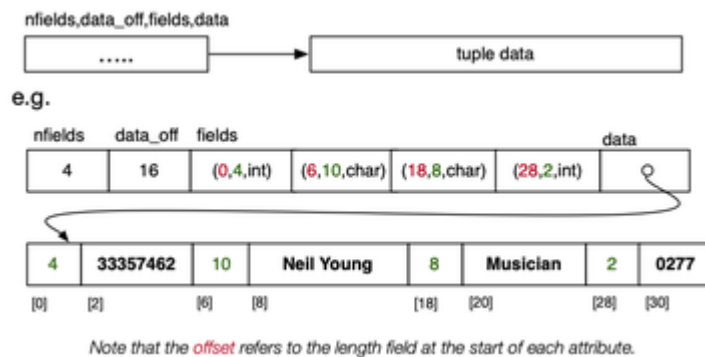 nfields,data_off,fields,data
..... tuple data
e.g.
nfields data_off fields data
4 16 (0,4,int) (6,10,char) (18,8,char) (28,2,int)
4 33357462 10 Neil Young 8 Musician 2 0277
[0] [2] [6] [8] [18] [20] [28] [30]
Note that the offset refers to the length field at the start of each attribute.